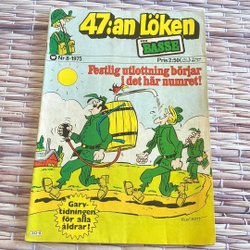 47:an Löken
BASSE
Nr 8-1975
Pris 2:50
Festlig utlottning börjar
i det här numret!
Garv-
tidningen
för alla
åldrar!